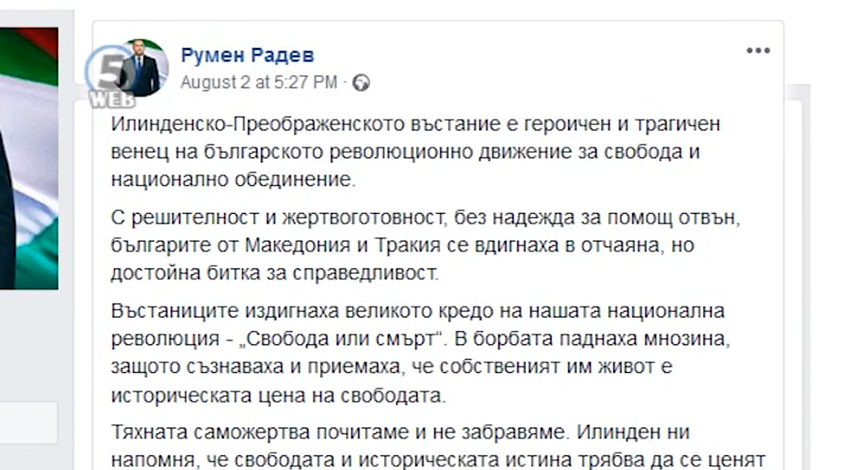 5
WEB
Румен Радев
August 2 at 5:27 PM ·
Илинденско-Преображенското въстание е героичен и трагичен
венец на българското революционно движение за свобода и
национално обединение.
С решителност и жертвоготовност, без надежда за помощ отвън,
българите от Македония и Тракия се вдигнаха в отчаяна, но
достойна битка за справедливост.
Въстаниците издигнаха великото кредо на нашата национална
революция - „Свобода или смърт“. В борбата паднаха мнозина,
защото съзнаваха и приемаха, че собственият им живот е
историческата цена на свободата.
Тяхната саможертва почитаме и не забравяме. Илинден ни
напомня, че свободата и историческата истина трябва да се ценят